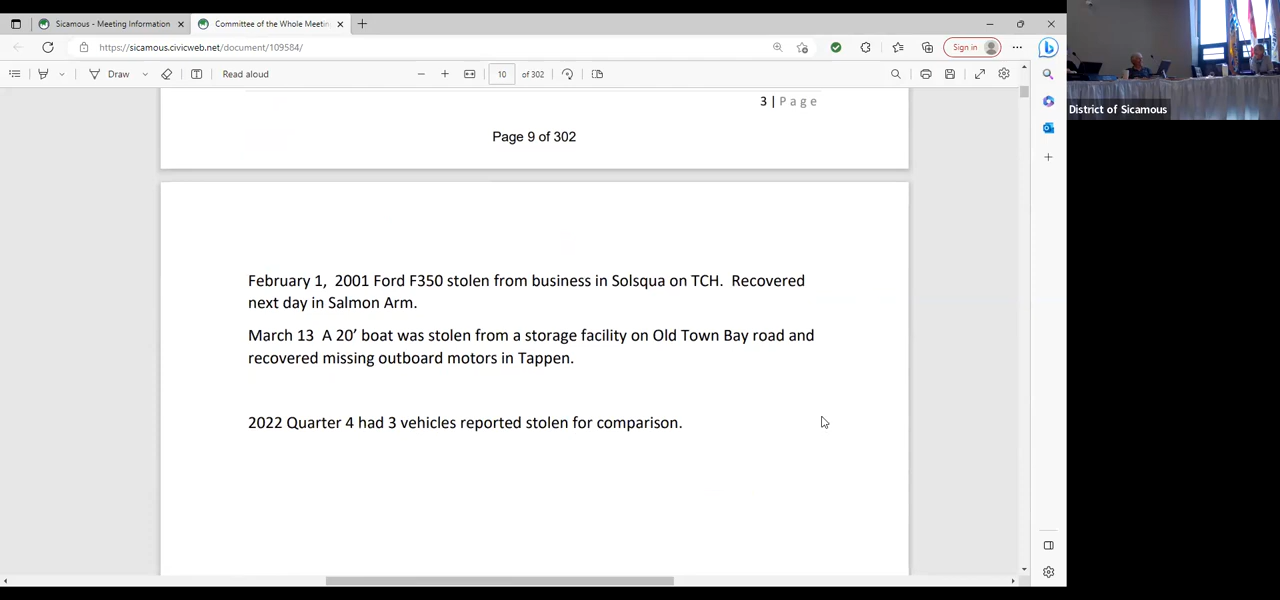 Sicamous - Meeting Information
Committee of the Whole Meetin
https://sicamous.civicweb.net/document/109584/
Sign in
Draw
Read aloud
10 of 302
3 | Page
Page 9 of 302
District of Sicamous
February 1, 2001 Ford F350 stolen from business in Solsqua on TCH. Recovered
next day in Salmon Arm.
March 13 A 20' boat was stolen from a storage facility on Old Town Bay road and
recovered missing outboard motors in Tappen.
2022 Quarter 4 had 3 vehicles reported stolen for comparison.